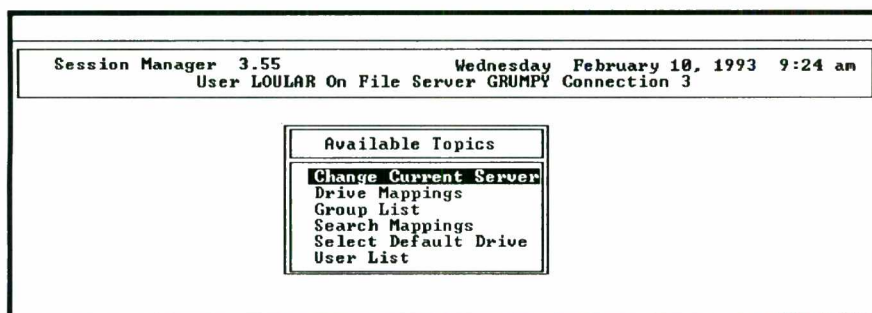 Session Manager 3.55 Wednesday February 10, 1993 9:24 am
User LOULAR On File Server GRUMPY Connection 3
Available Topics
Change Current Server
Drive Mappings
Group List
Search Mappings
Select Default Drive
User List